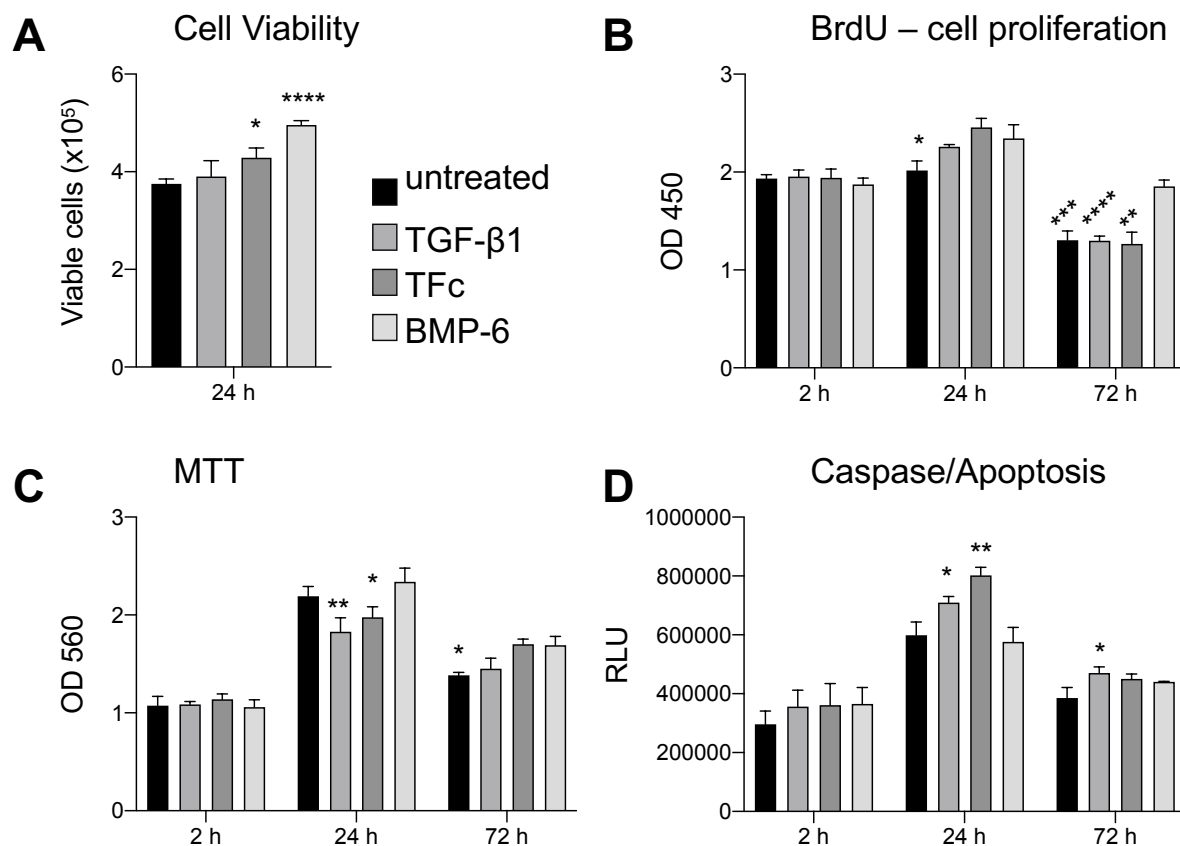 A Cell Viability
6
4
2
0
Viable cells (x10⁵)
*
****
24 h
untreated
TGF-β1
TFc
BMP-6
B BrdU – cell proliferation
3
2
1
0
OD 450
*
***
****
**
2 h 24 h 72 h
C MTT
3
2
1
0
OD 560
**
*
*
2 h 24 h 72 h
D Caspase/Apoptosis
1000000
800000
600000
400000
200000
0
RLU
*
**
*
2 h 24 h 72 h